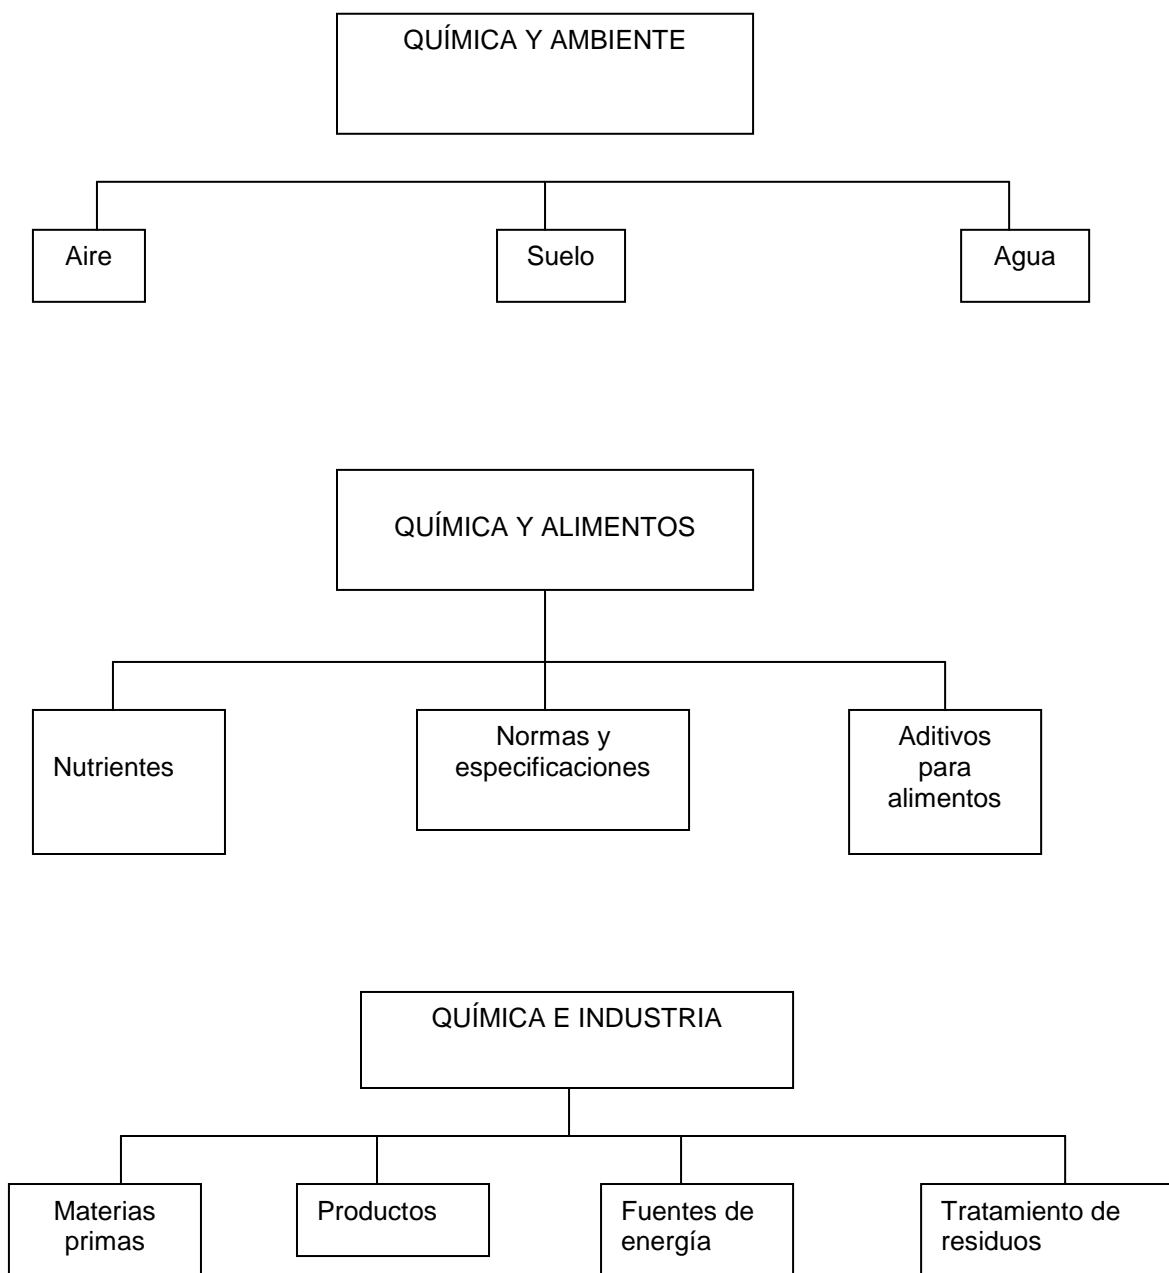 QUÍMICA Y AMBIENTE
Aire
Suelo
Agua
QUÍMICA Y ALIMENTOS
Nutrientes
Normas y
especificaciones
Aditivos
para
alimentos
QUÍMICA E INDUSTRIA
Materias
primas
Productos
Fuentes de
energía
Tratamiento de
residuos